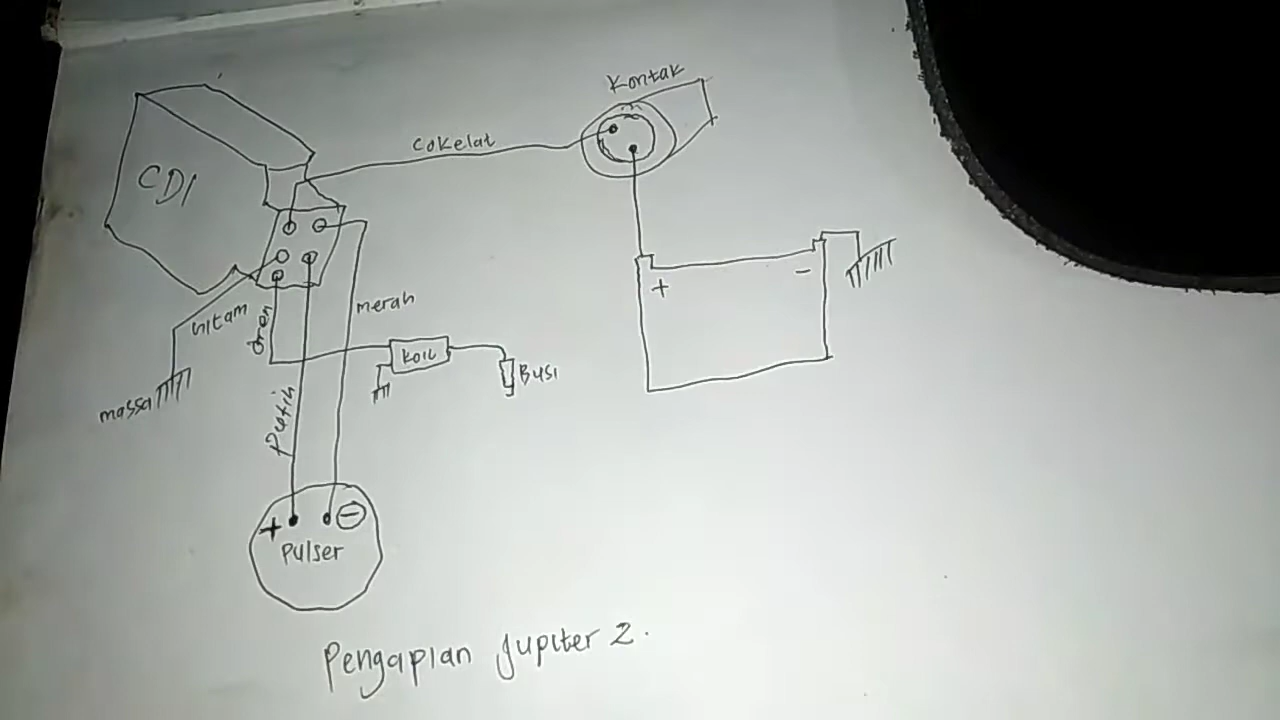 Kontak
Cokelat
CDI
+
-
merah
hitam
oren
KOIL
Busi
massa
Putih
+
-
Pulser
Pengapian Jupiter Z.